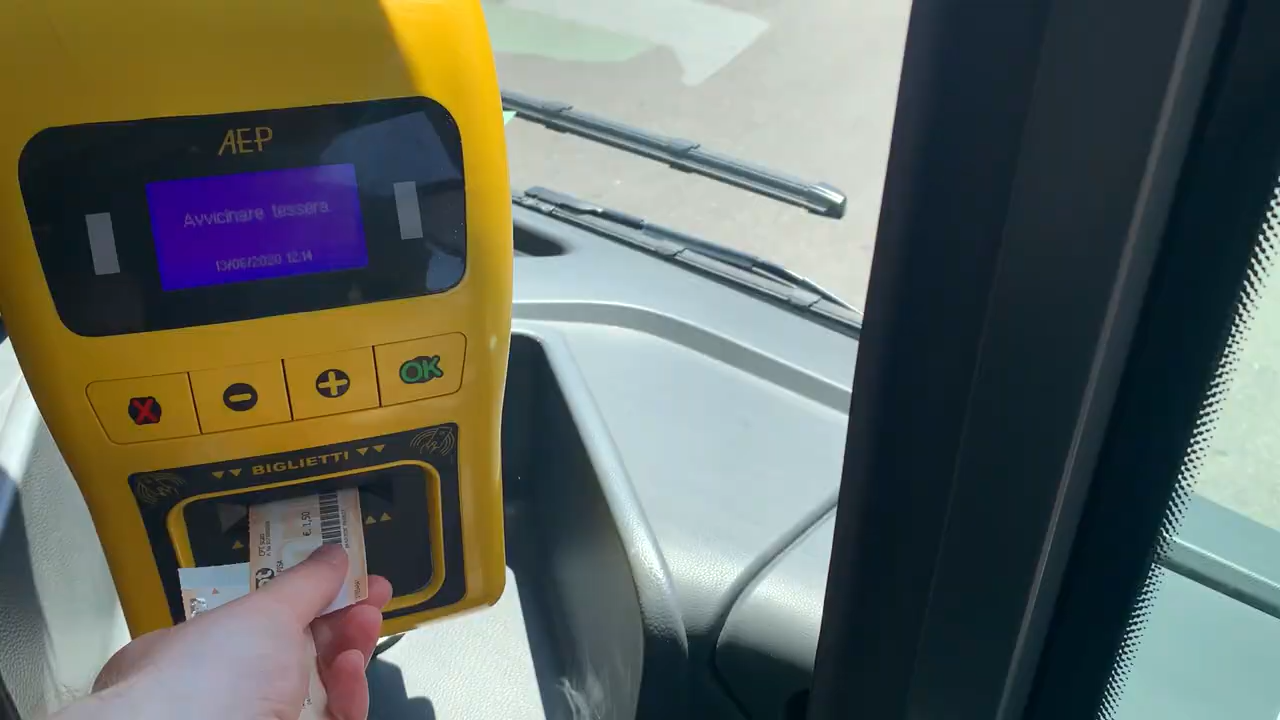 AEP
Avvicinare tessera.
13/06/2020 12:14
X
OK
BIGLIETTI
€ 1,50